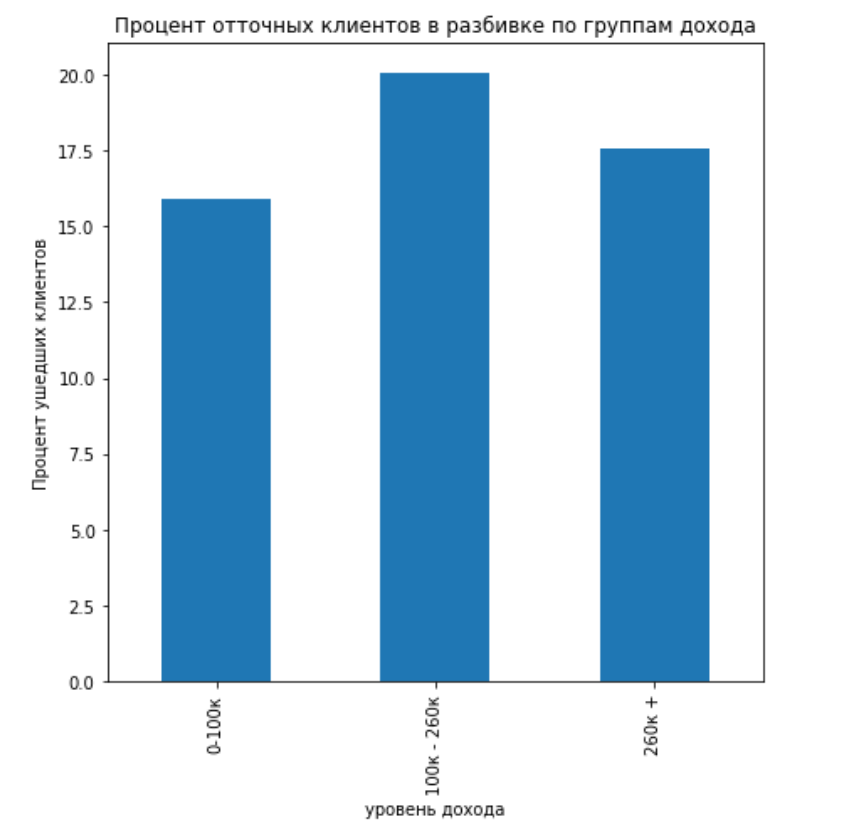 Процент отточных клиентов в разбивке по группам дохода
Процент ушедших клиентов
20.0
17.5
15.0
12.5
10.0
7.5
5.0
2.5
0.0
0-100к
100к - 260к
260к +
уровень дохода